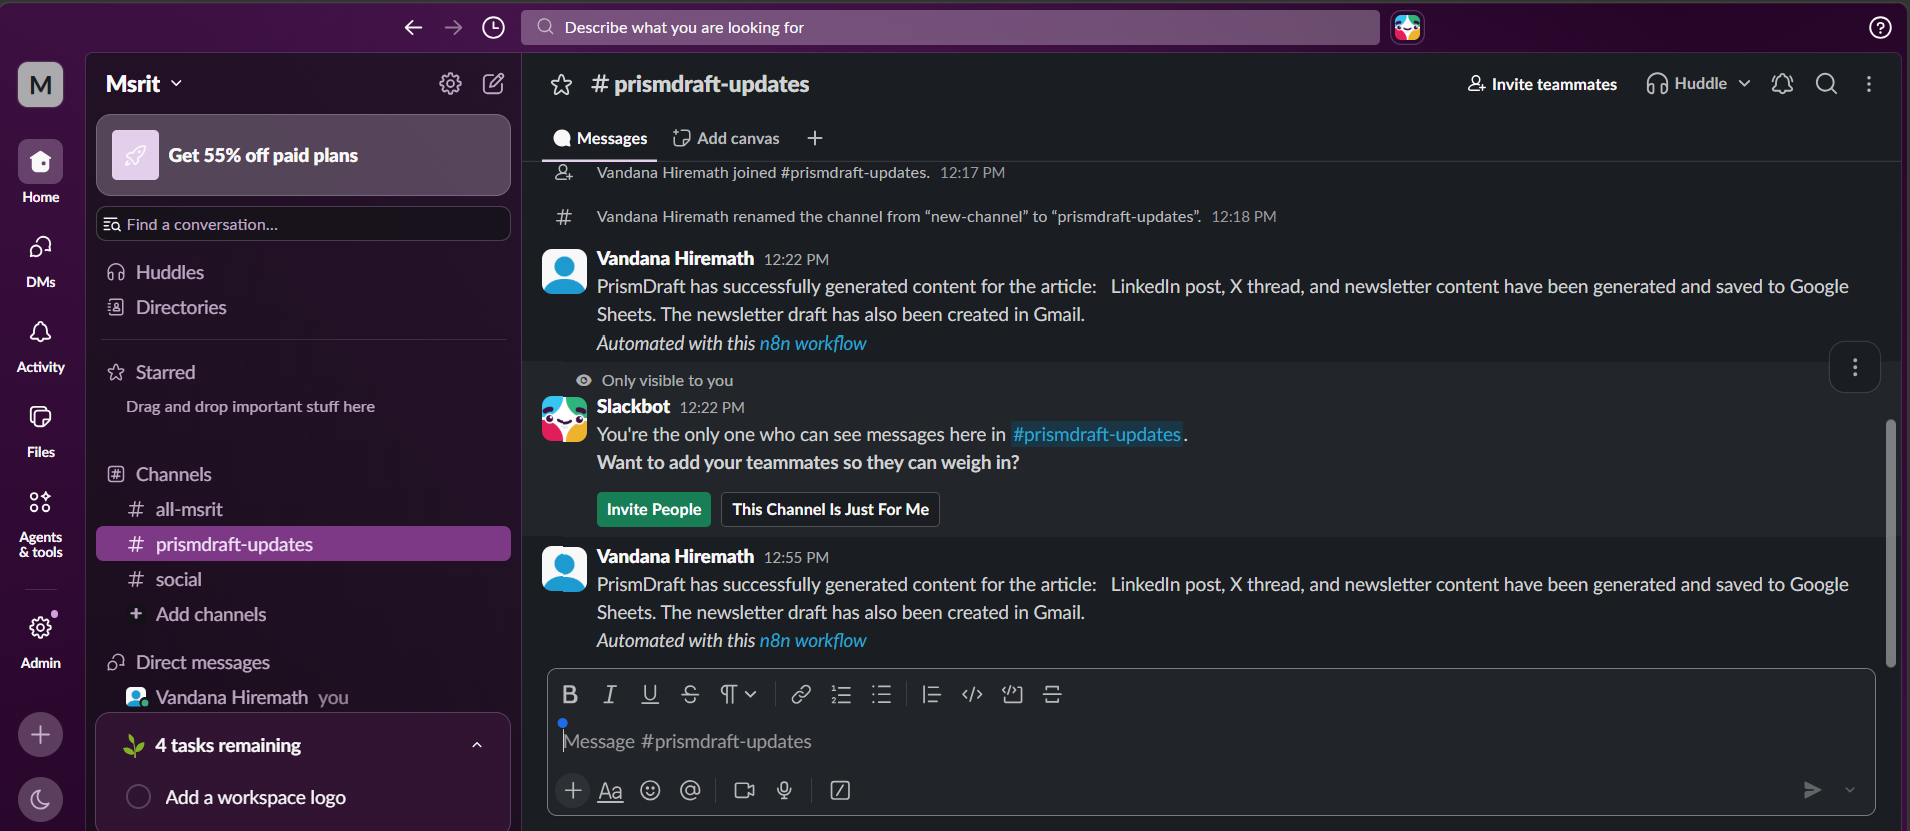 Describe what you are looking for
M
Home
DMs
Activity
Files
Agents
& tools
Admin
Msrit
Get 55% off paid plans
Find a conversation...
Huddles
Directories
Starred
Drag and drop important stuff here
Channels
# all-msrit
# prismdraft-updates
# social
+ Add channels
Direct messages
Vandana Hiremath you
4 tasks remaining
Add a workspace logo
# prismdraft-updates
Invite teammates
Huddle
Messages
Add canvas
Vandana Hiremath joined #prismdraft-updates. 12:17 PM
# Vandana Hiremath renamed the channel from “new-channel” to “prismdraft-updates”. 12:18 PM
Vandana Hiremath 12:22 PM
PrismDraft has successfully generated content for the article: LinkedIn post, X thread, and newsletter content have been generated and saved to Google
Sheets. The newsletter draft has also been created in Gmail.
Automated with this n8n workflow
Only visible to you
Slackbot 12:22 PM
You're the only one who can see messages here in #prismdraft-updates.
Want to add your teammates so they can weigh in?
Invite People
This Channel Is Just For Me
Vandana Hiremath 12:55 PM
PrismDraft has successfully generated content for the article: LinkedIn post, X thread, and newsletter content have been generated and saved to Google
Sheets. The newsletter draft has also been created in Gmail.
Automated with this n8n workflow
B I U S
Message #prismdraft-updates
+ Aa